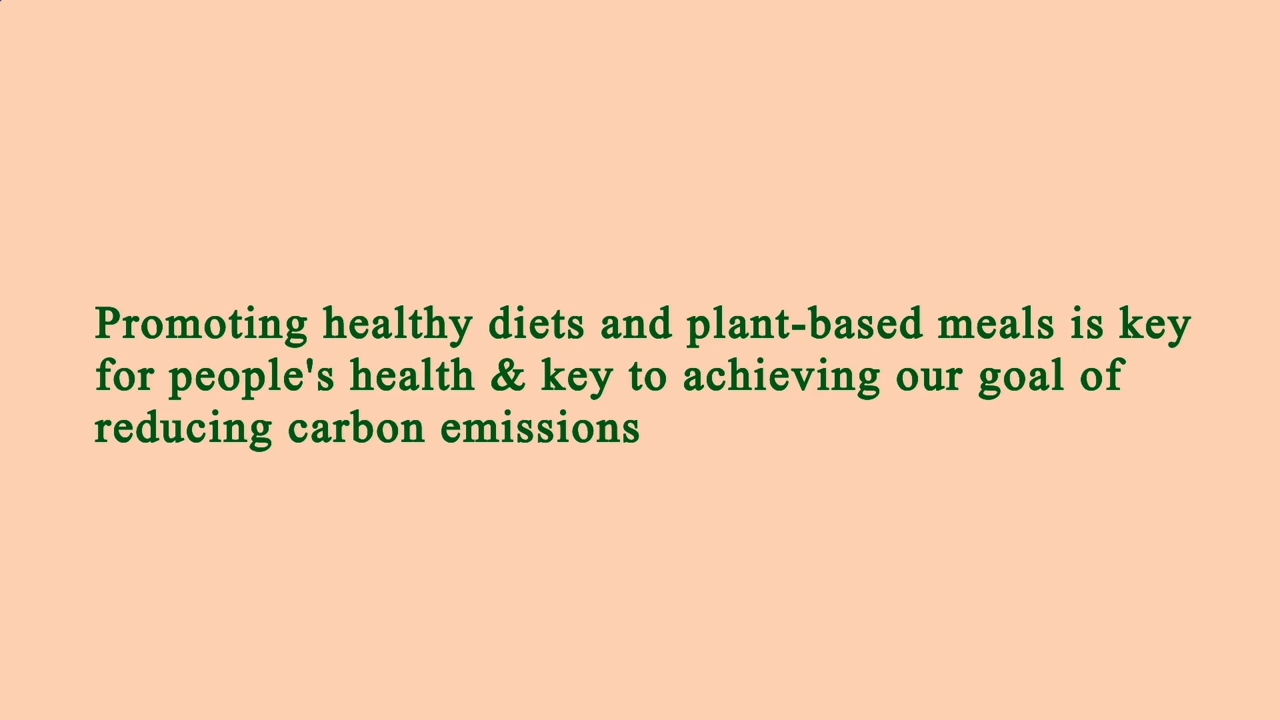 Promoting healthy diets and plant-based meals is key
for people's health & key to achieving our goal of
reducing carbon emissions